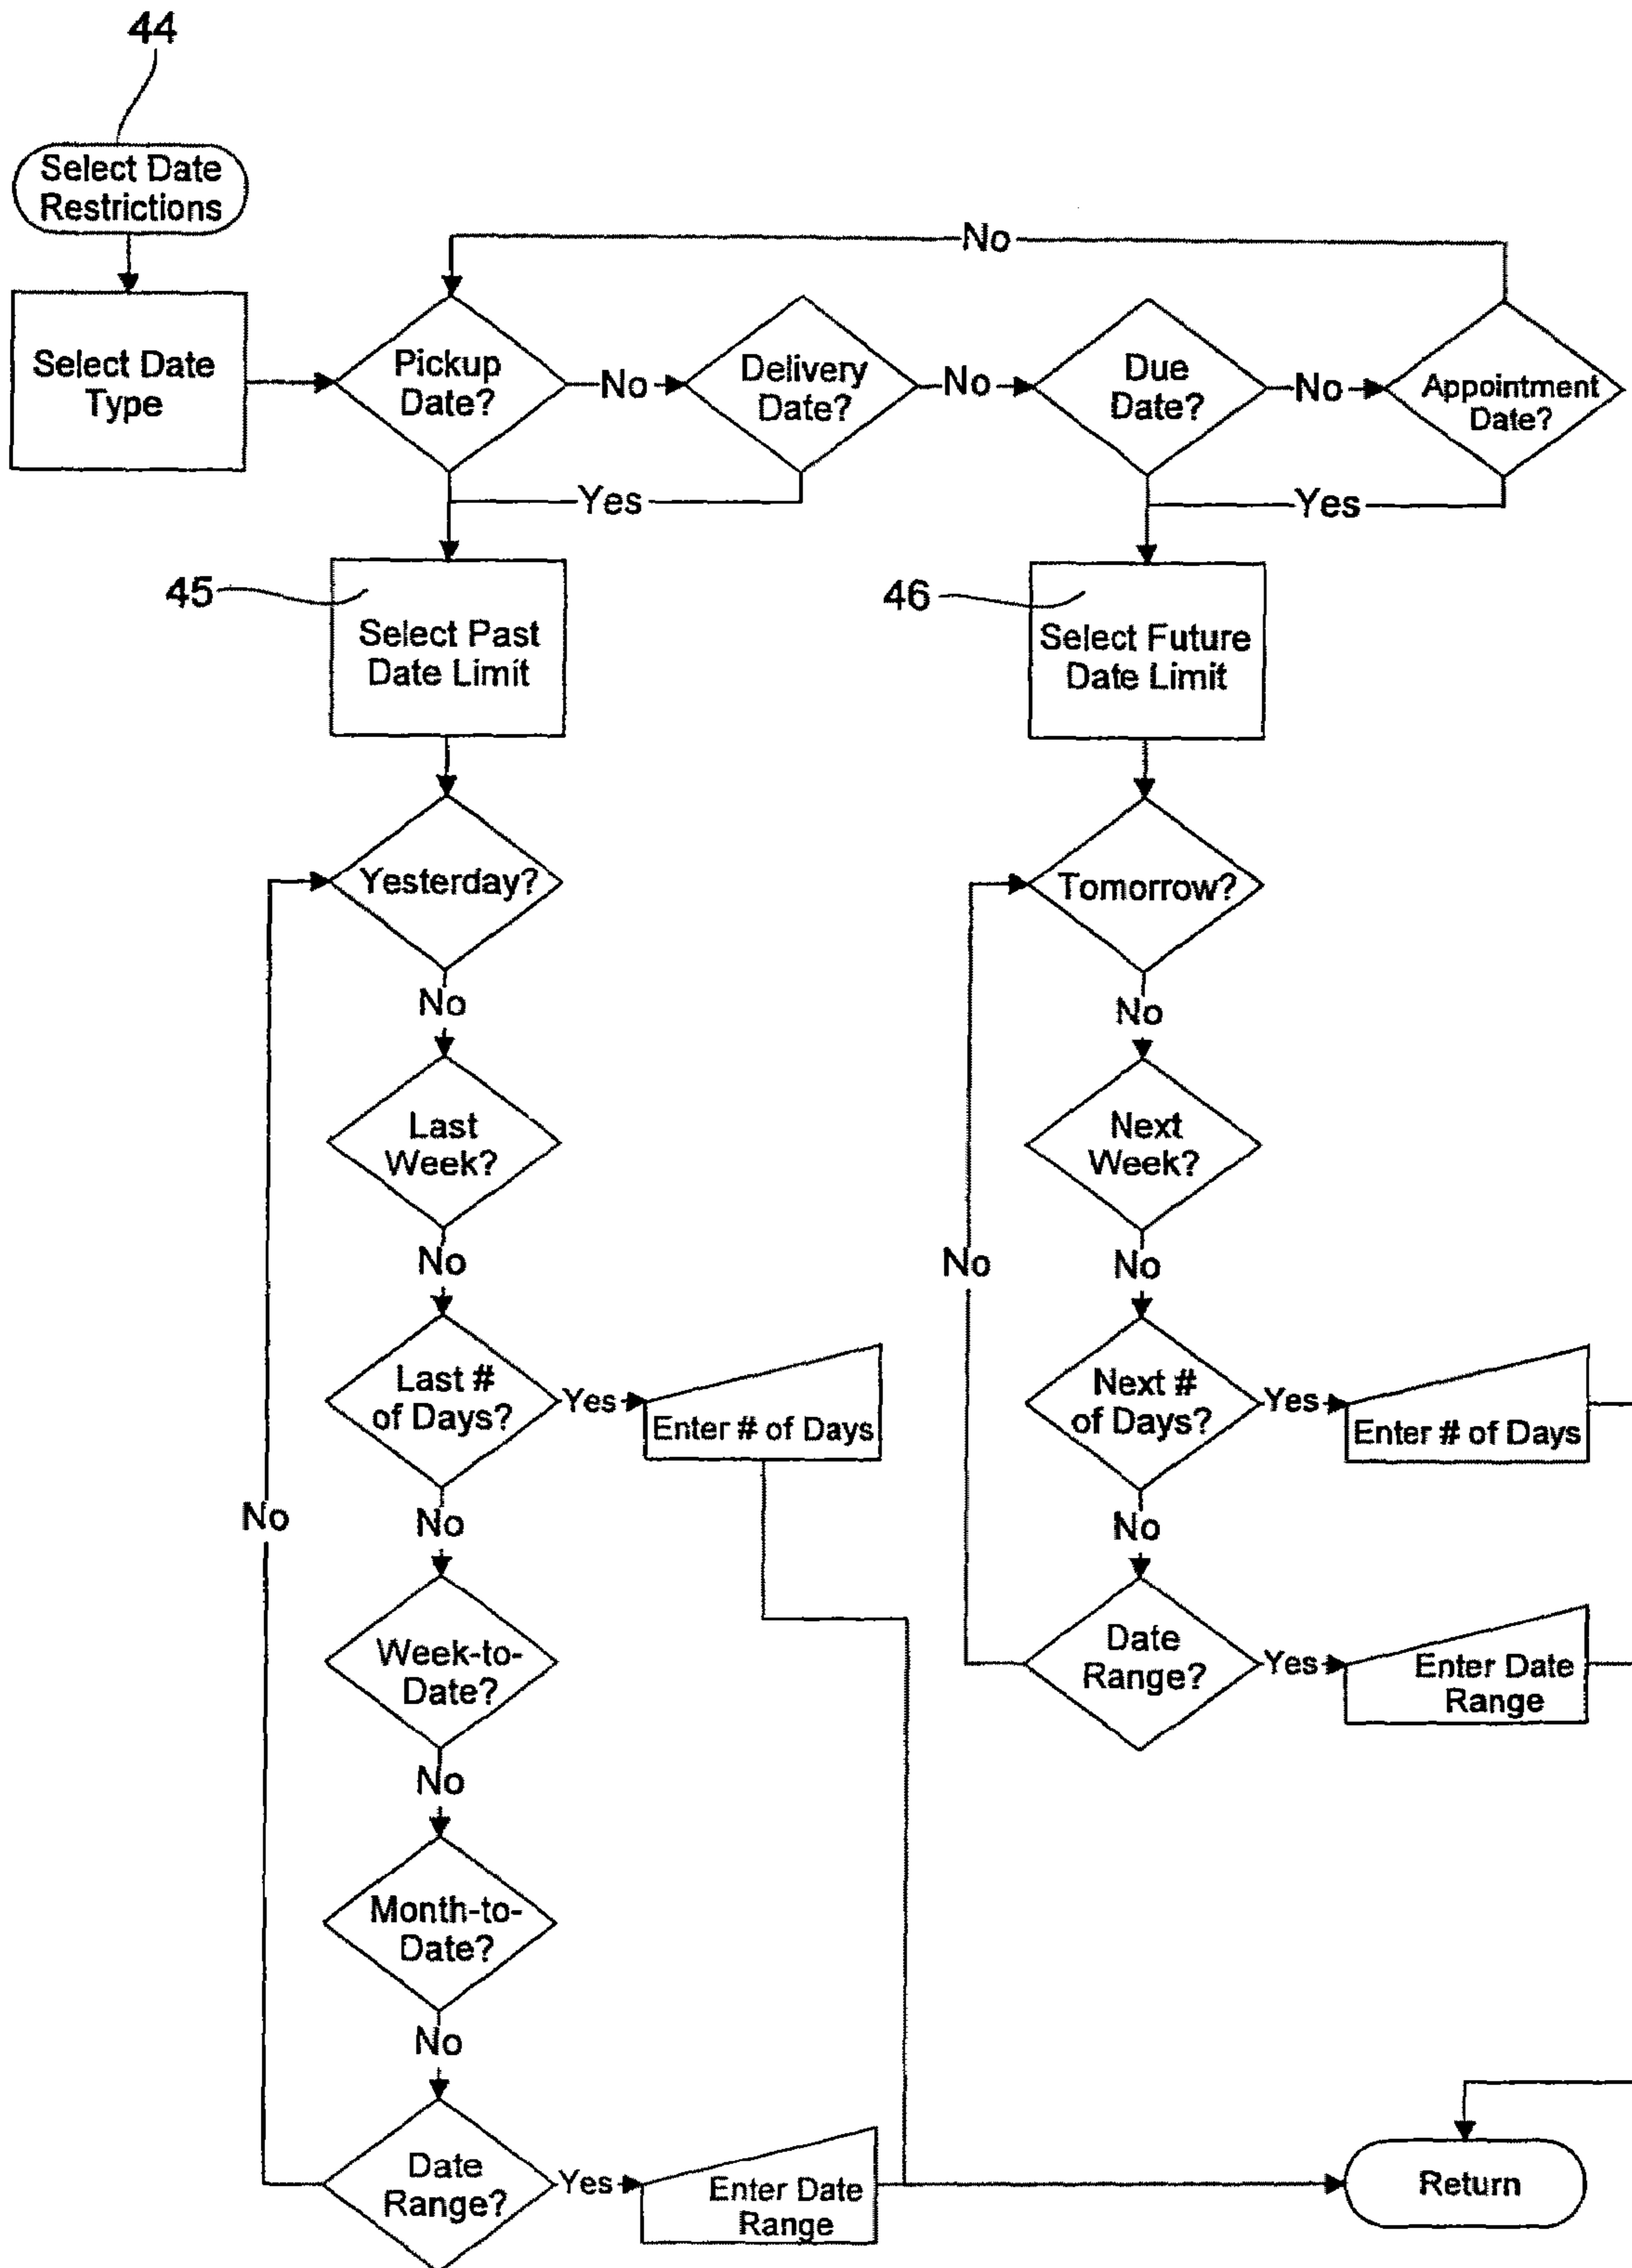 44
Select Date
Restrictions
No
Select Date
Type
Pickup
Date?
No
Delivery
Date?
No
Due
Date?
No
Appointment
Date?
Yes
Yes
45
Select Past
Date Limit
46
Select Future
Date Limit
Yesterday?
Tomorrow?
No
No
Last
Week?
Next
Week?
No
No
No
Last #
of Days?
Yes
Enter # of Days
Next #
of Days?
Yes
Enter # of Days
No
No
No
Week-to-
Date?
Date
Range?
Yes
Enter Date
Range
No
Month-to-
Date?
No
Date
Range?
Yes
Enter Date
Range
Return